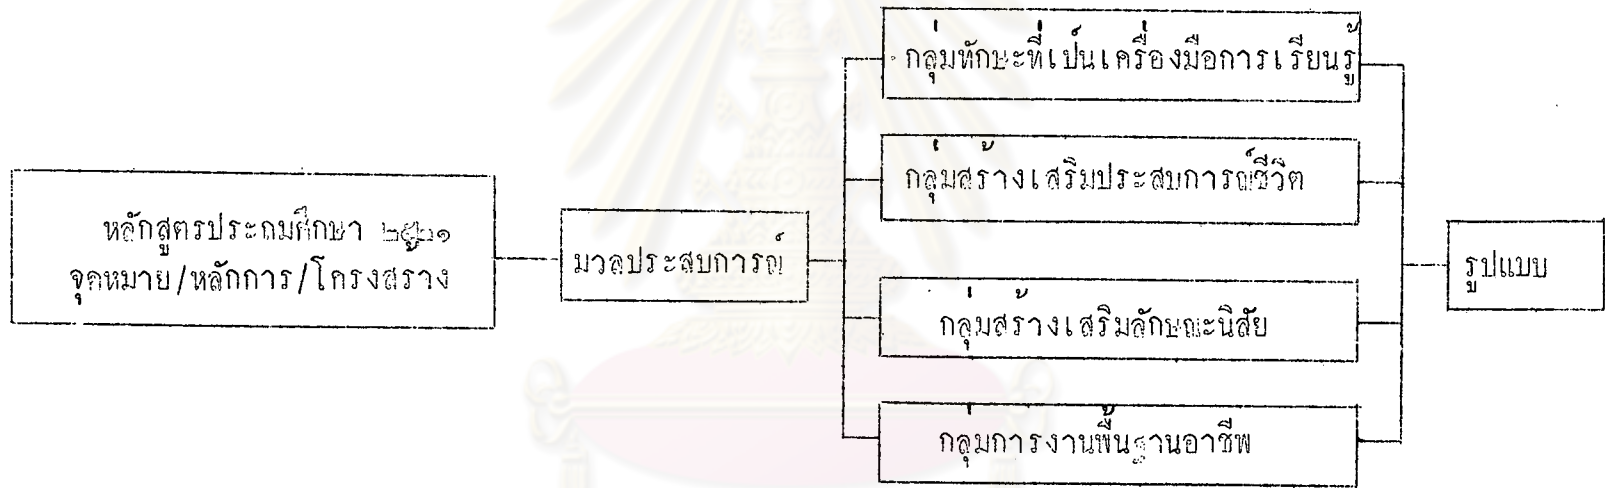 หลักสูตรประถมศึกษา ๒๕๒๑
จุดหมาย/หลักการ/โครงสร้าง
มวลประสบการณ์
กลุ่มทักษะที่เป็นเครื่องมือการเรียนรู้
กลุ่มสร้างเสริมประสบการณ์ชีวิต
กลุ่มสร้างเสริมลักษณะนิสัย
กลุ่มการงานพื้นฐานอาชีพ
รูปแบบ